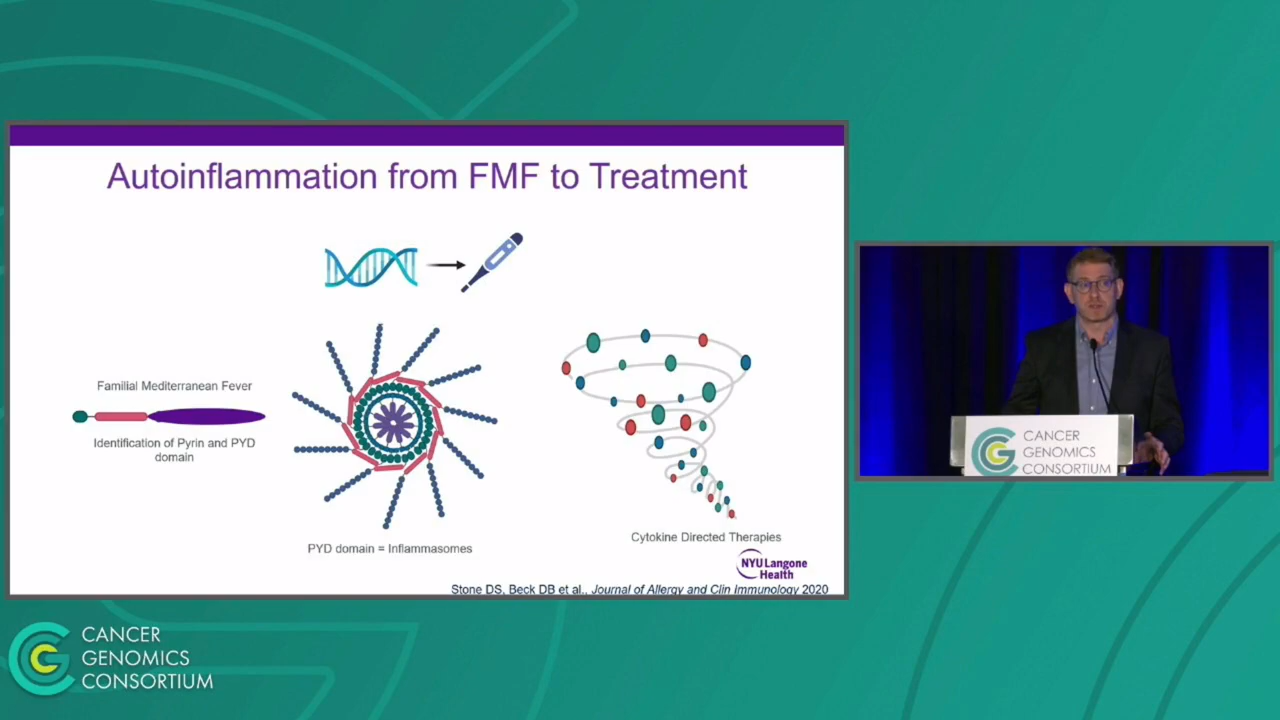 Autoinflammation from FMF to Treatment
Familial Mediterranean Fever
Identification of Pyrin and PYD
domain
PYD domain = Inflammasomes
Cytokine Directed Therapies
NYU Langone
Health
Stone DS, Beck DB et al., Journal of Allergy and Clin Immunology 2020
CANCER
GENOMICS
CONSORTIUM
CANCER
GENOMICS
CONSORTIUM